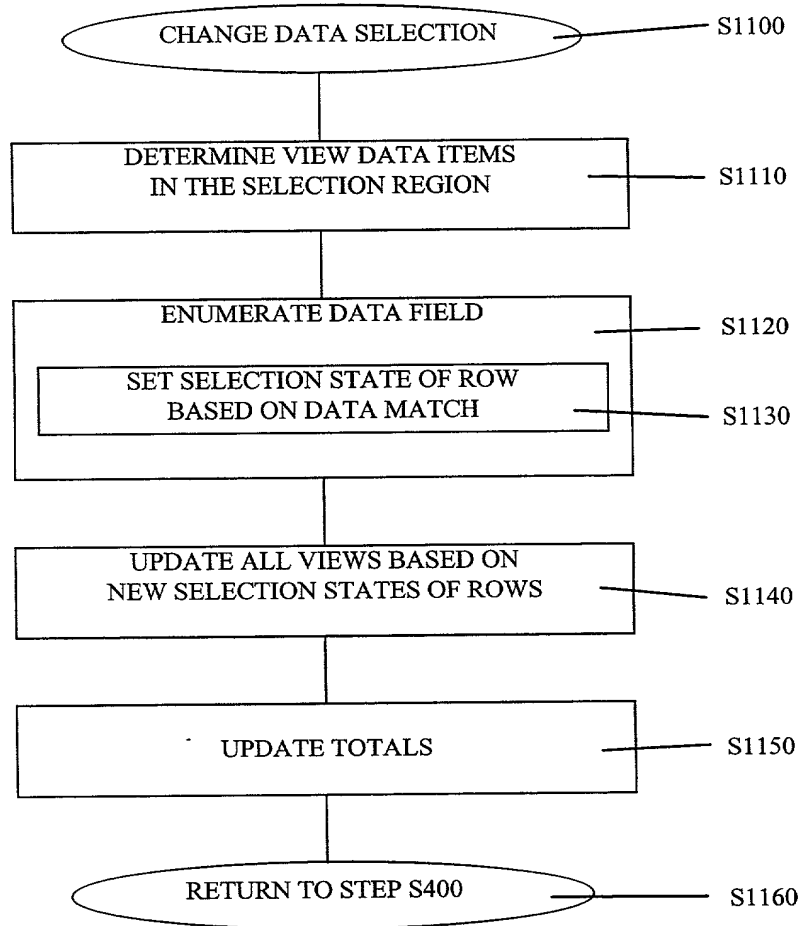 CHANGE DATA SELECTION
S1100
DETERMINE VIEW DATA ITEMS
IN THE SELECTION REGION
S1110
ENUMERATE DATA FIELD
S1120
SET SELECTION STATE OF ROW
BASED ON DATA MATCH
S1130
UPDATE ALL VIEWS BASED ON
NEW SELECTION STATES OF ROWS
S1140
UPDATE TOTALS
S1150
RETURN TO STEP S400
S1160